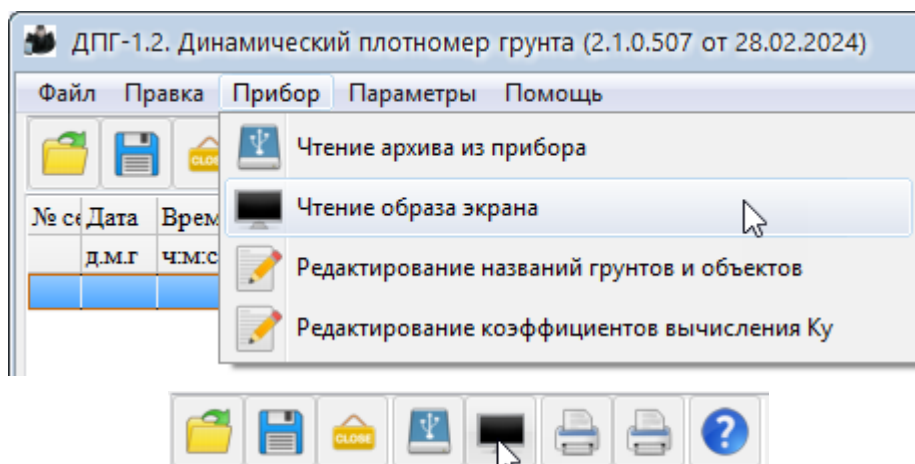 ДПГ-1.2. Динамический плотномер грунта (2.1.0.507 от 28.02.2024)
Файл Правка Прибор Параметры Помощь
CLOSE
Чтение архива из прибора
№ Дата
Чтение образа экрана
д.м.г ч:м:с
Редактирование названий грунтов и объектов
Редактирование коэффициентов вычисления Ку
CLOSE